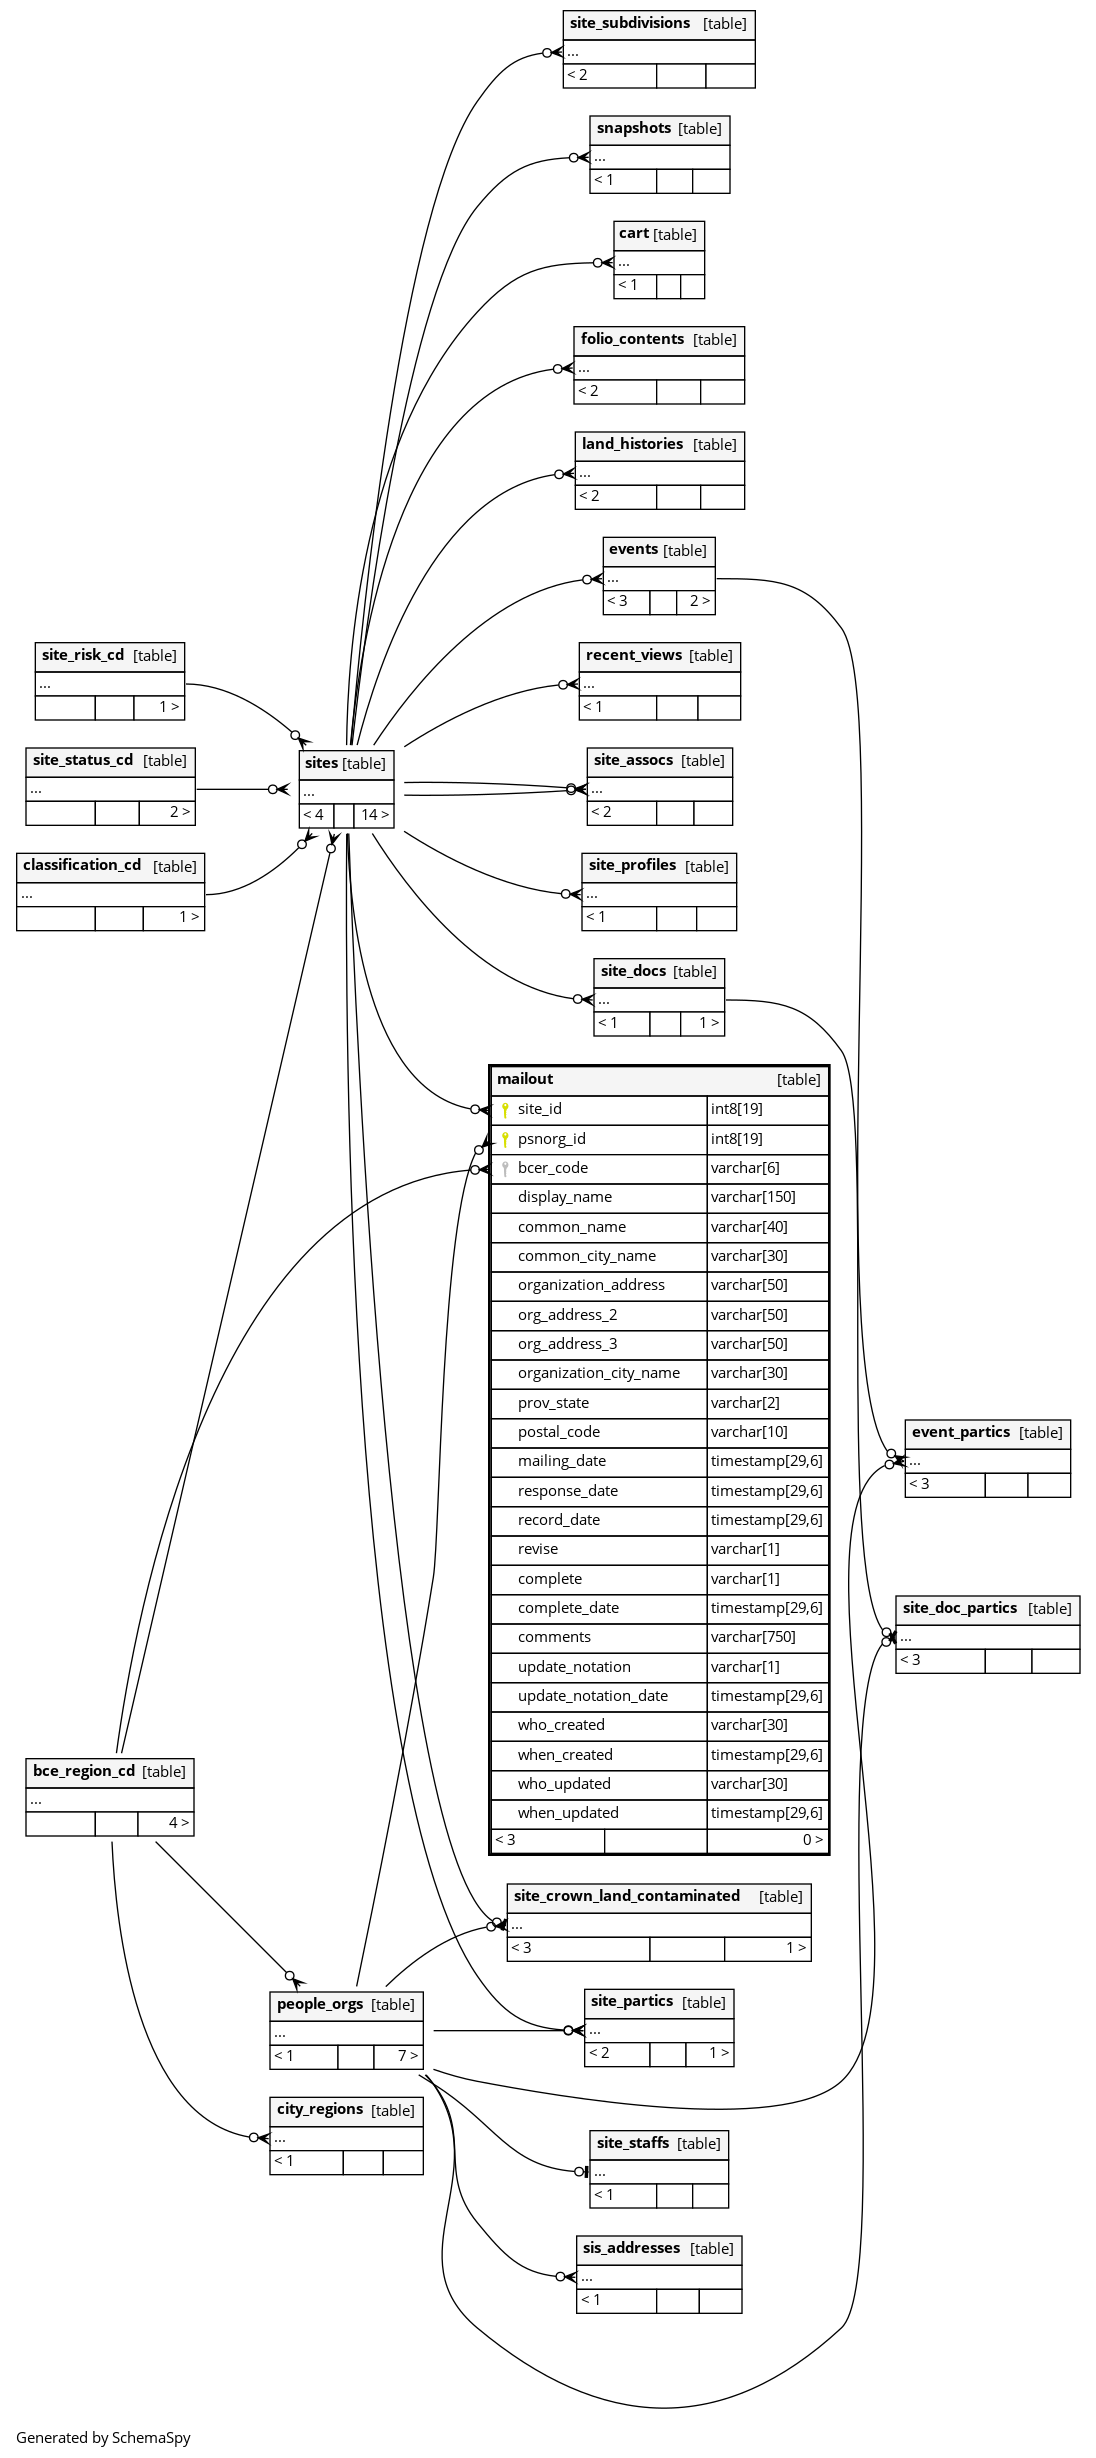 site_subdivisions [table]
...
< 2
snapshots [table]
...
< 1
cart [table]
...
< 1
folio_contents [table]
...
< 2
land_histories [table]
...
< 2
events [table]
...
< 3 2 >
site_risk_cd [table]
...
1 >
recent_views [table]
...
< 1
site_status_cd [table]
...
2 >
sites [table]
...
< 4 14 >
site_assocs [table]
...
< 2
classification_cd [table]
...
1 >
site_profiles [table]
...
< 1
site_docs [table]
...
< 1 1 >
mailout [table]
site_id int8[19]
psnorg_id int8[19]
bcer_code varchar[6]
display_name varchar[150]
common_name varchar[40]
common_city_name varchar[30]
organization_address varchar[50]
org_address_2 varchar[50]
org_address_3 varchar[50]
organization_city_name varchar[30]
prov_state varchar[2]
postal_code varchar[10]
mailing_date timestamp[29,6]
response_date timestamp[29,6]
record_date timestamp[29,6]
revise varchar[1]
complete varchar[1]
complete_date timestamp[29,6]
comments varchar[750]
update_notation varchar[1]
update_notation_date timestamp[29,6]
who_created varchar[30]
when_created timestamp[29,6]
who_updated varchar[30]
when_updated timestamp[29,6]
< 3 0 >
event_partics [table]
...
< 3
site_doc_partics [table]
...
< 3
bce_region_cd [table]
...
4 >
site_crown_land_contaminated [table]
...
< 3 1 >
people_orgs [table]
...
< 1 7 >
site_partics [table]
...
< 2 1 >
city_regions [table]
...
< 1
site_staffs [table]
...
< 1
sis_addresses [table]
...
< 1
Generated by SchemaSpy